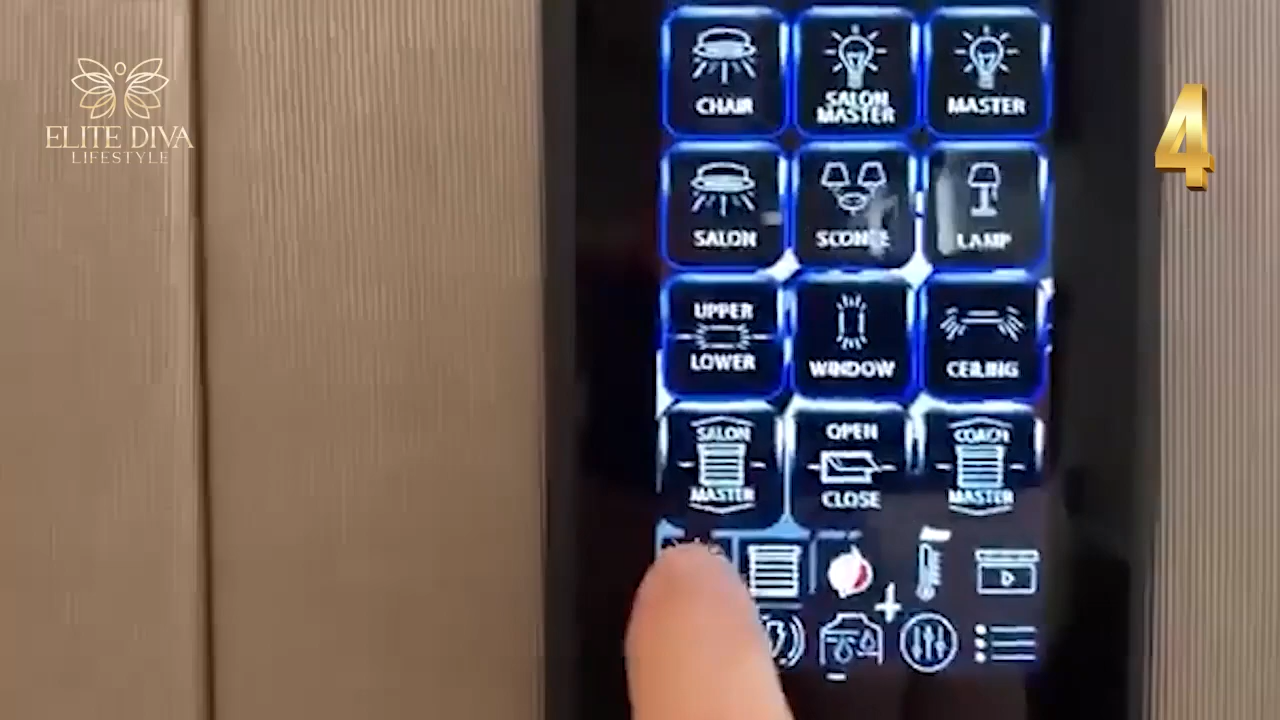 ELITE DIVA
LIFESTYLE
4
CHAIR
SALON
MASTER
MASTER
SALON
SCONCE
LAMP
UPPER
LOWER
WINDOW
CEILING
SALON
MASTER
OPEN
CLOSE
COACH
MASTER